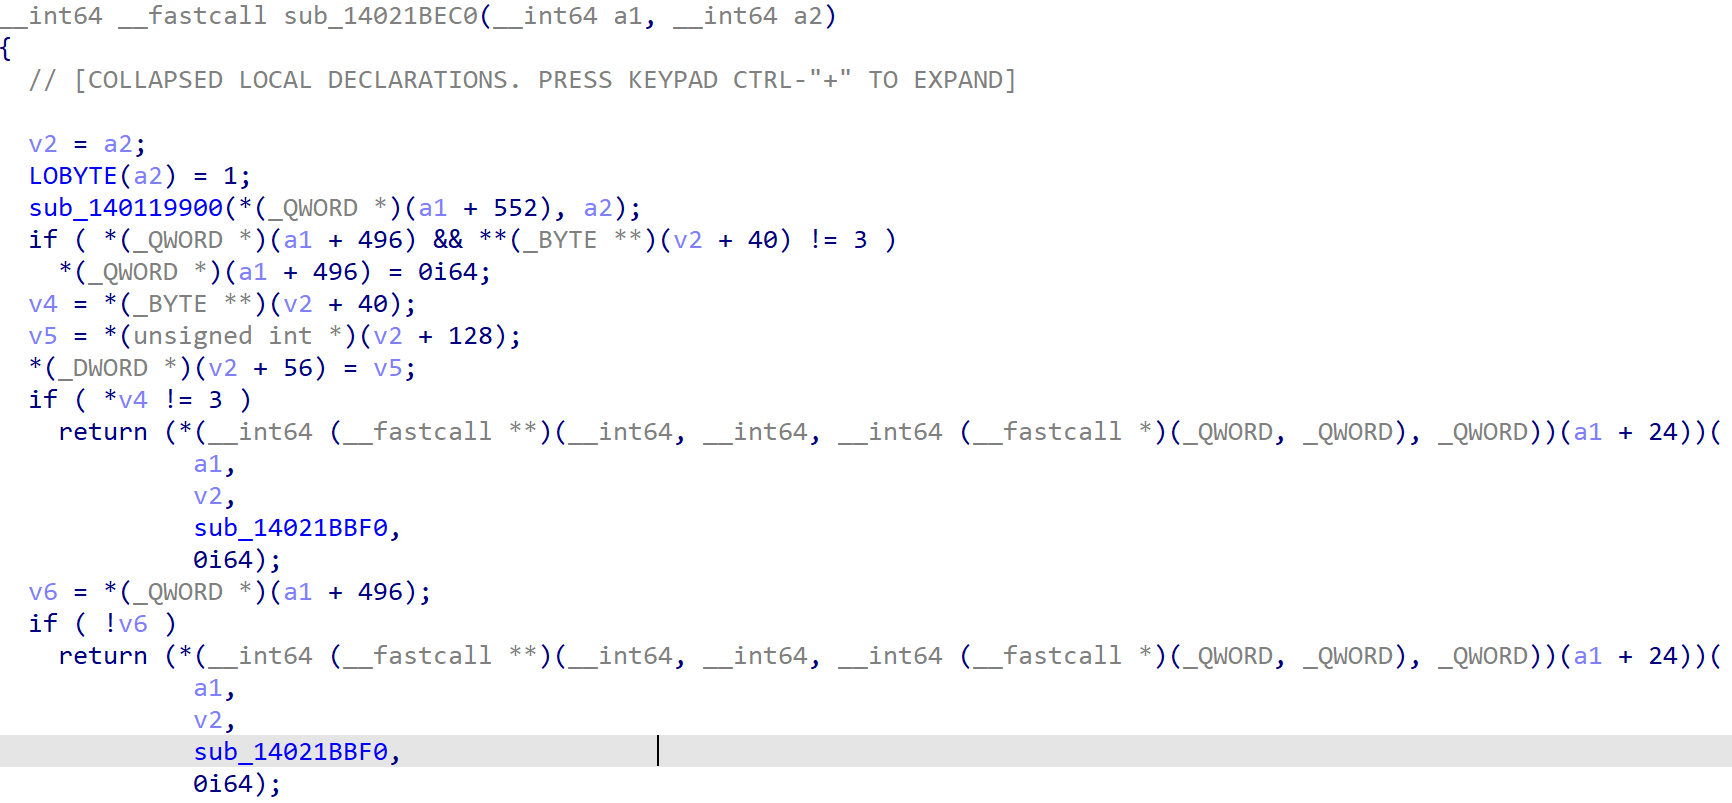 __int64 __fastcall sub_14021BEC0(__int64 a1, __int64 a2)
{
  // [COLLAPSED LOCAL DECLARATIONS. PRESS KEYPAD CTRL-"+" TO EXPAND]

  v2 = a2;
  LOBYTE(a2) = 1;
  sub_140119900(*(_QWORD *)(a1 + 552), a2);
  if ( *(_QWORD *)(a1 + 496) && **(_BYTE **)(v2 + 40) != 3 )
    *(_QWORD *)(a1 + 496) = 0i64;
  v4 = *(_BYTE **)(v2 + 40);
  v5 = *(unsigned int *)(v2 + 128);
  *(_DWORD *)(v2 + 56) = v5;
  if ( *v4 != 3 )
    return (*(__int64 (__fastcall **)(__int64, __int64, __int64 (__fastcall *)(_QWORD, _QWORD), _QWORD))(a1 + 24))(
             a1,
             v2,
             sub_14021BBF0,
             0i64);
  v6 = *(_QWORD *)(a1 + 496);
  if ( !v6 )
    return (*(__int64 (__fastcall **)(__int64, __int64, __int64 (__fastcall *)(_QWORD, _QWORD), _QWORD))(a1 + 24))(
             a1,
             v2,
             sub_14021BBF0,
             0i64);